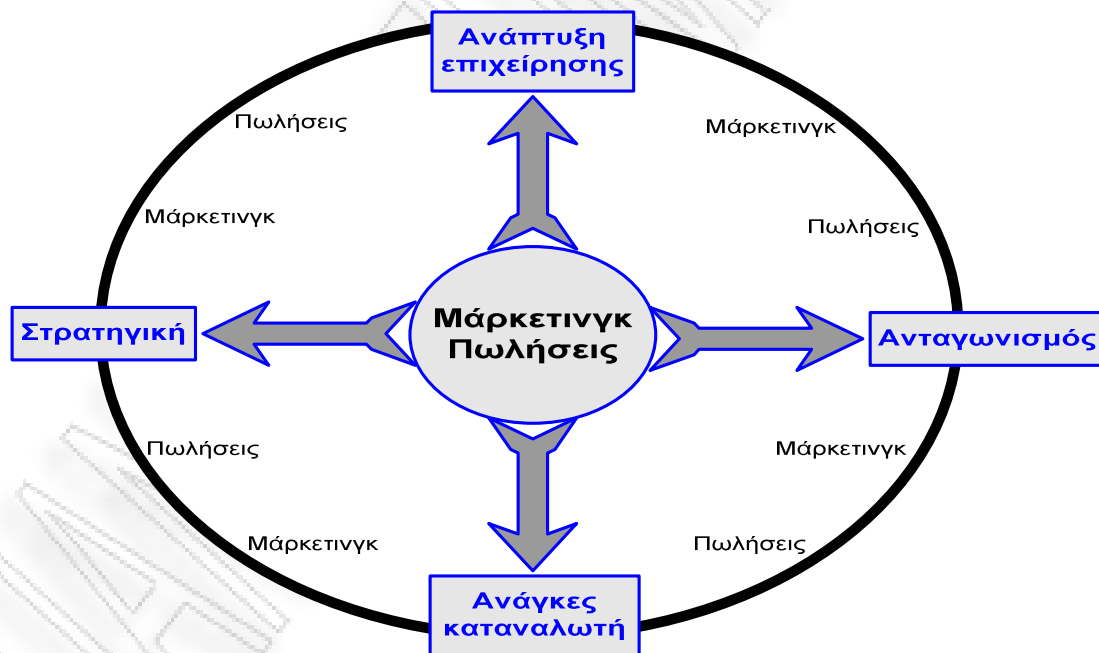 Ανάπτυξη
επιχείρησης
Πωλήσεις
Μάρκετινγκ
Μάρκετινγκ
Πωλήσεις
Στρατηγική
Μάρκετινγκ
Πωλήσεις
Ανταγωνισμός
Πωλήσεις
Μάρκετινγκ
Μάρκετινγκ
Πωλήσεις
Ανάγκες
καταναλωτή